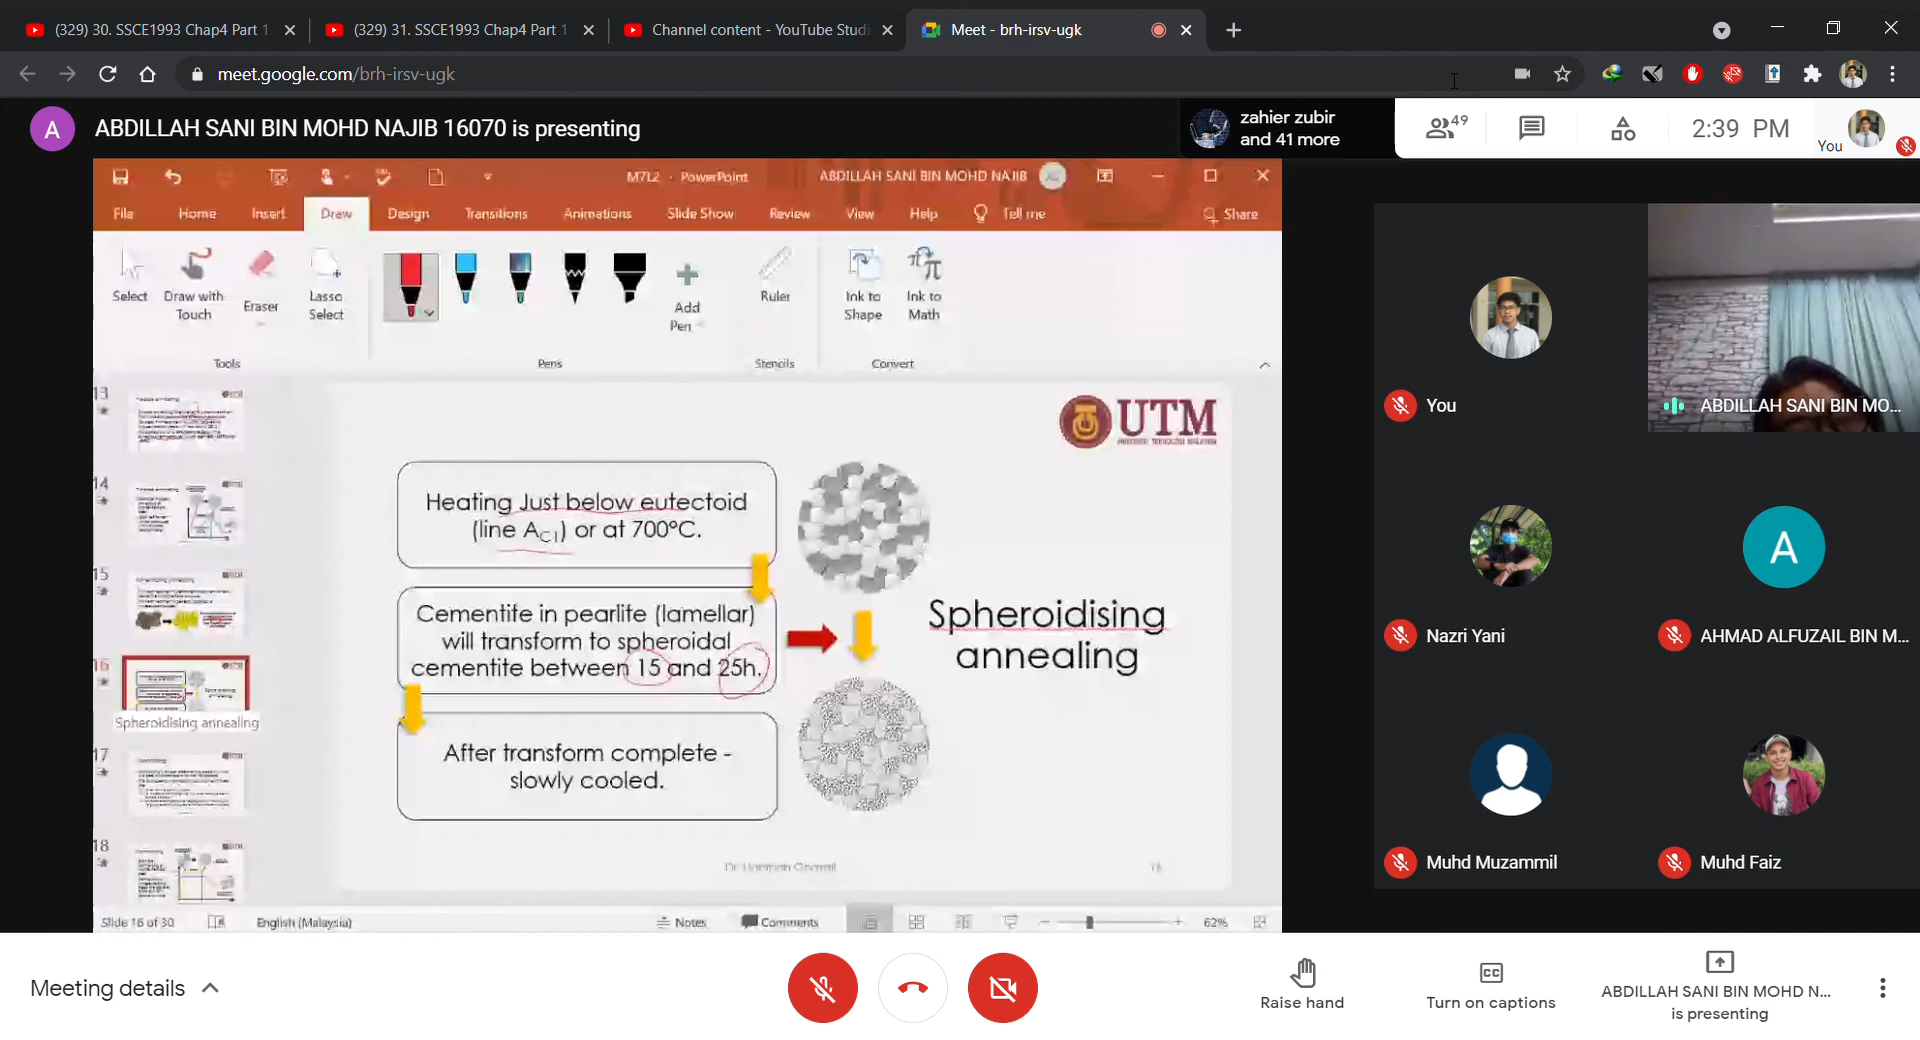 (329) 30. SSCE1993 Chap4 Part 1
(329) 31. SSCE1993 Chap4 Part 1
Channel content - YouTube Studi
Meet - brh-irsv-ugk
meet.google.com/brh-irsv-ugk
A
ABDILLAH SANI BIN MOHD NAJIB 16070 is presenting
zahier zubir
and 41 more
49
2:39 PM
You
M7L2 - PowerPoint
ABDILLAH SANI BIN MOHD NAJIB
File Home Insert Draw Design Transitions Animations Slide Show Review View Help Tell me Share
Select
Draw with
Touch
Eraser
Lasso
Select
Add
Pen
Ruler
Ink to
Shape
Ink to
Math
Tools
Pens
Stencils
Convert
13
14
15
16
Spheroidising annealing
17
18
UTM
Heating Just below eutectoid
(line AC1) or at 700°C.
Cementite in pearlite (lamellar)
will transform to spheroidal
cementite between 15 and 25h.
After transform complete -
slowly cooled.
Spheroidising
annealing
16
Slide 16 of 30
English (Malaysia)
Notes
Comments
62%
You
ABDILLAH SANI BIN MO...
Nazri Yani
A
AHMAD ALFUZAIL BIN M...
Muhd Muzammil
Muhd Faiz
Meeting details
Raise hand
CC
Turn on captions
ABDILLAH SANI BIN MOHD N...
is presenting